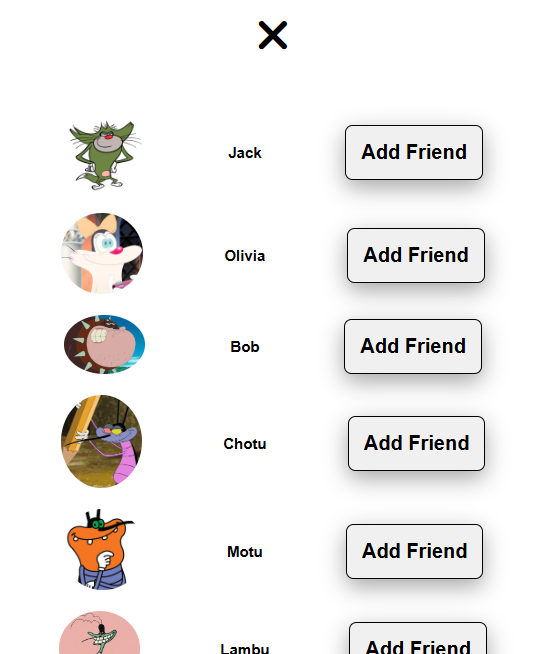 Jack Add Friend
Olivia Add Friend
Bob Add Friend
Chotu Add Friend
Motu Add Friend
Lambu Add Friend